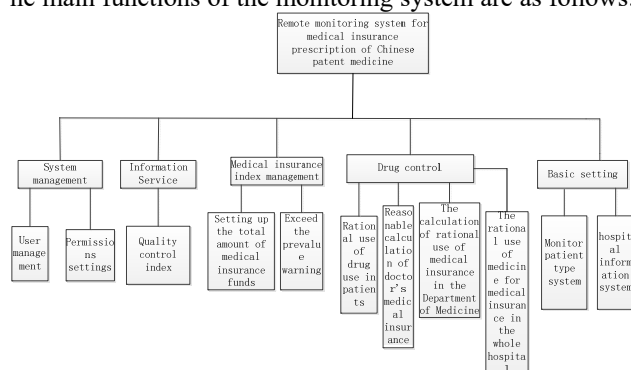 he main functions of the monitoring system are as follows:
Remote monitoring system for
medical insurance
prescription of Chinese
patent medicine
System
management
Information
Service
Medical insurance
index management
Drug control
Basic setting
User
manage
ment
Permissio
ns
settings
Quality
control
index
Setting up
the total
amount of
medical
insurance
funds
Exceed
the
prevalu
e
warning
Ration
al use
of
drug
use in
patien
ts
Reaso
nable
calcu
latio
n of
docto
r's
medic
al
insur
ance
The
calculation
of rational
use of
medical
insurance
in the
Department
of Medicine
The
rationa
l use
of
medicin
e for
medical
insuran
ce in
the
whole
hospita
l
Monitor
patient
type
system
hospit
al
inform
ation
system